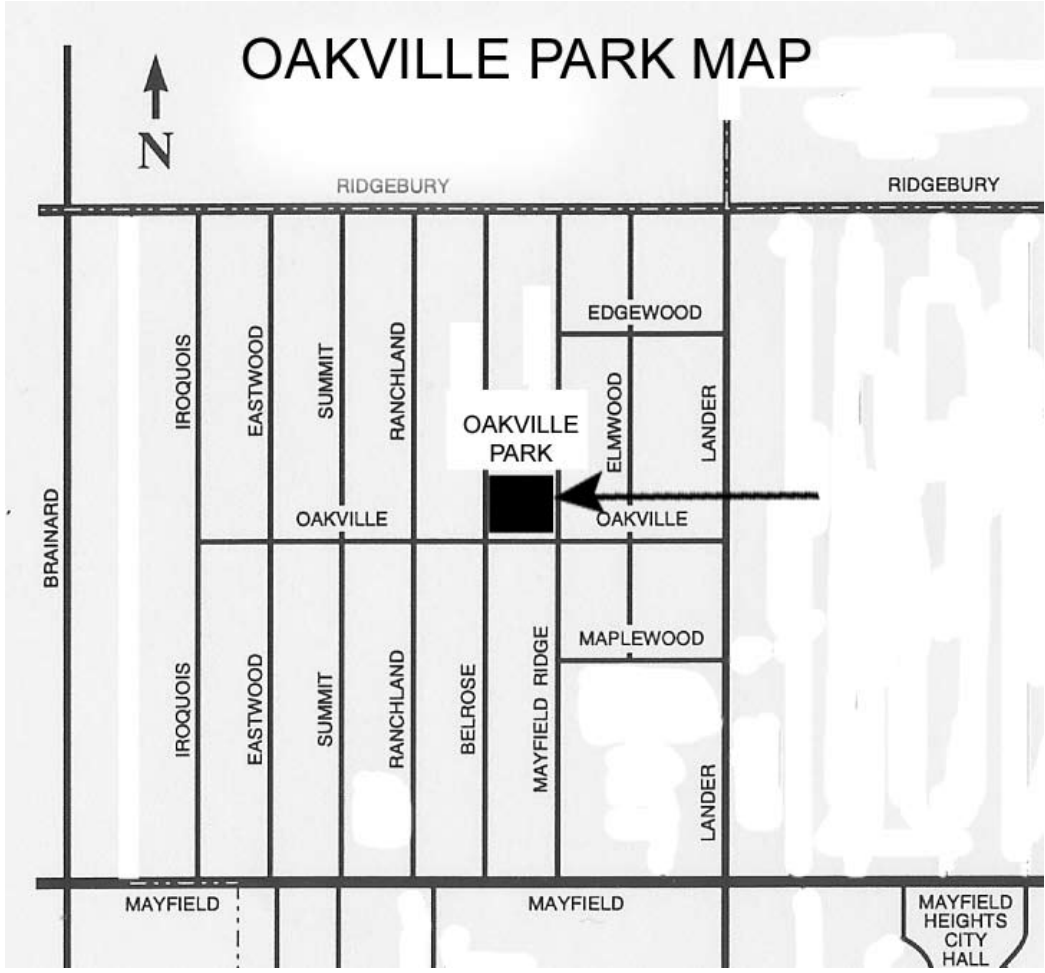 OAKVILLE PARK MAP
N
RIDGEBURY
RIDGEBURY
EDGEWOOD
IROQUOIS
EASTWOOD
SUMMIT
RANCHLAND
ELMWOOD
LANDER
OAKVILLE
PARK
BRAINARD
OAKVILLE
OAKVILLE
MAPLEWOOD
IROQUOIS
EASTWOOD
SUMMIT
RANCHLAND
BELROSE
MAYFIELD RIDGE
LANDER
MAYFIELD
MAYFIELD
MAYFIELD
HEIGHTS
CITY
HALL